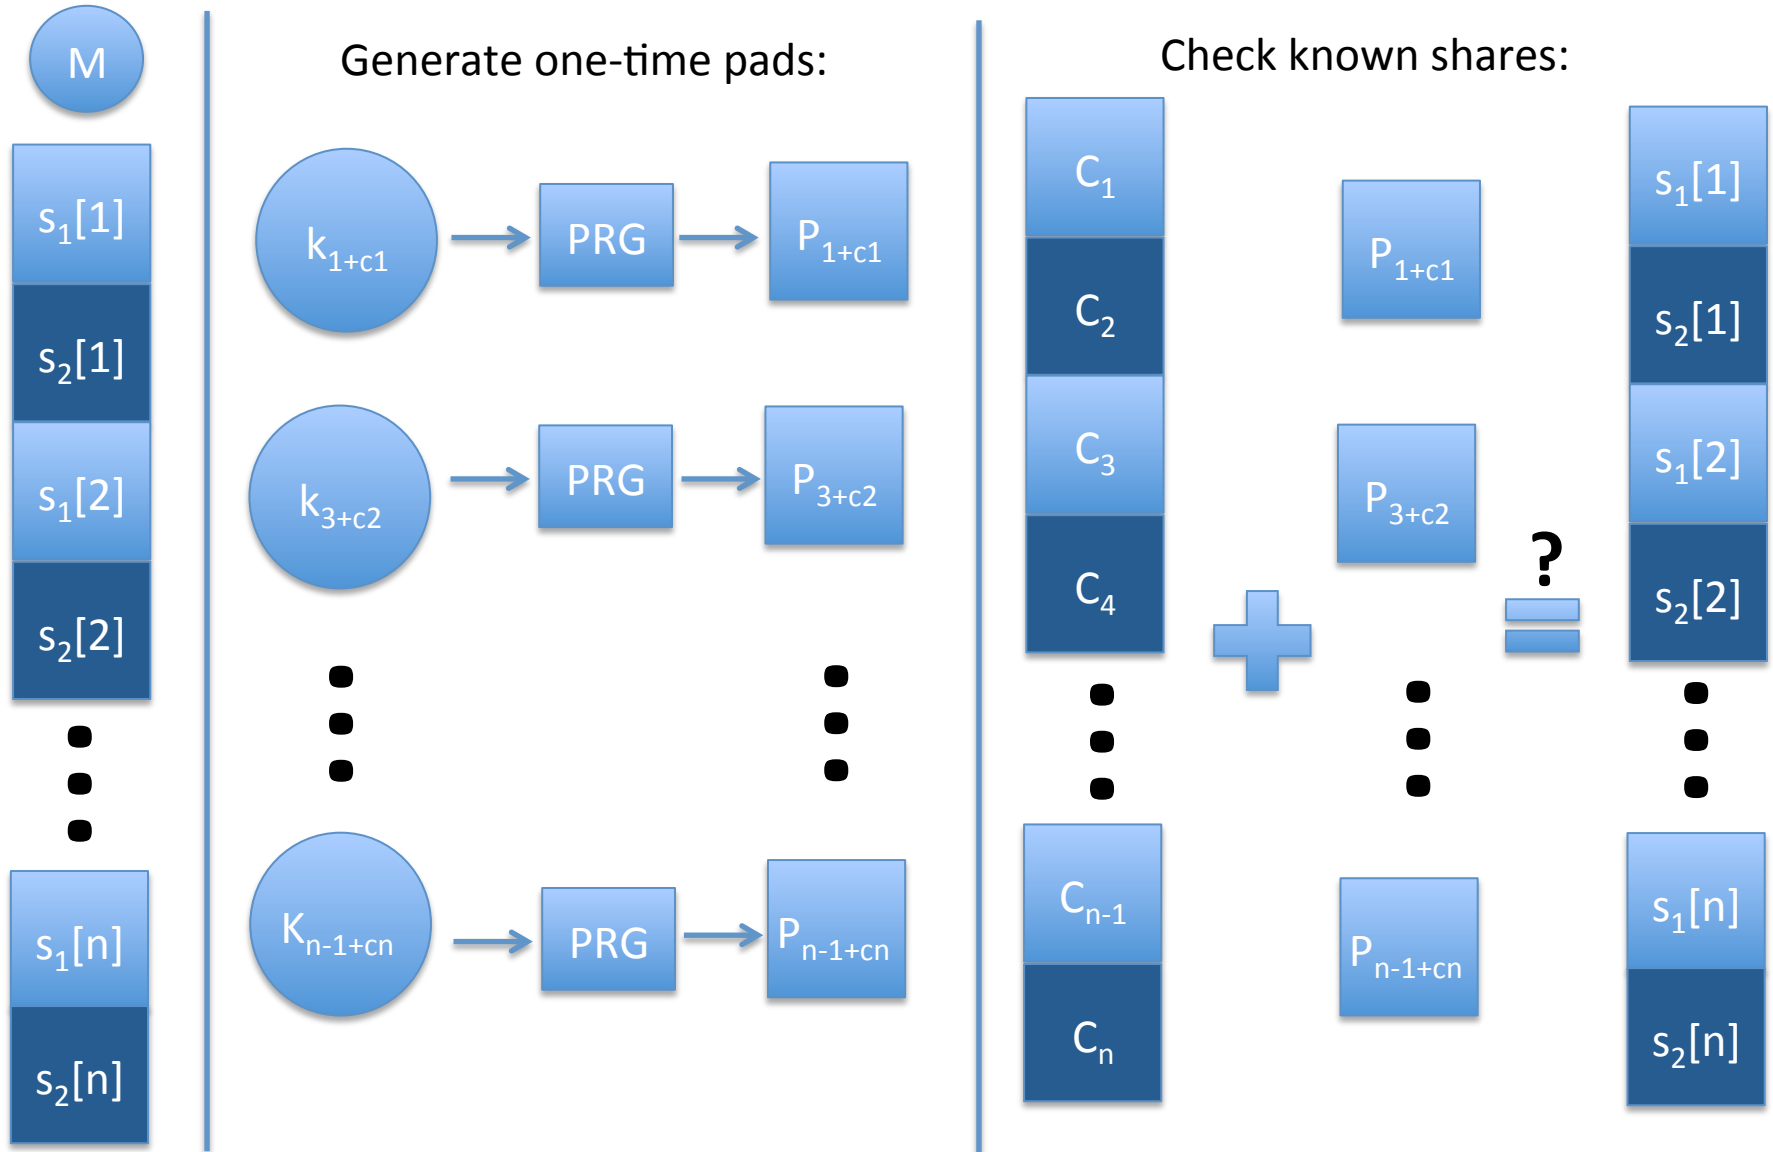 M
s1[1]
s2[1]
s1[2]
s2[2]
s1[n]
s2[n]
Generate one-time pads:
k1+c1 PRG P1+c1
k3+c2 PRG P3+c2
Kn-1+cn PRG Pn-1+cn
Check known shares:
C1
C2
C3
C4
Cn-1
Cn
+
P1+c1
P3+c2
Pn-1+cn
?
=
s1[1]
s2[1]
s1[2]
s2[2]
s1[n]
s2[n]